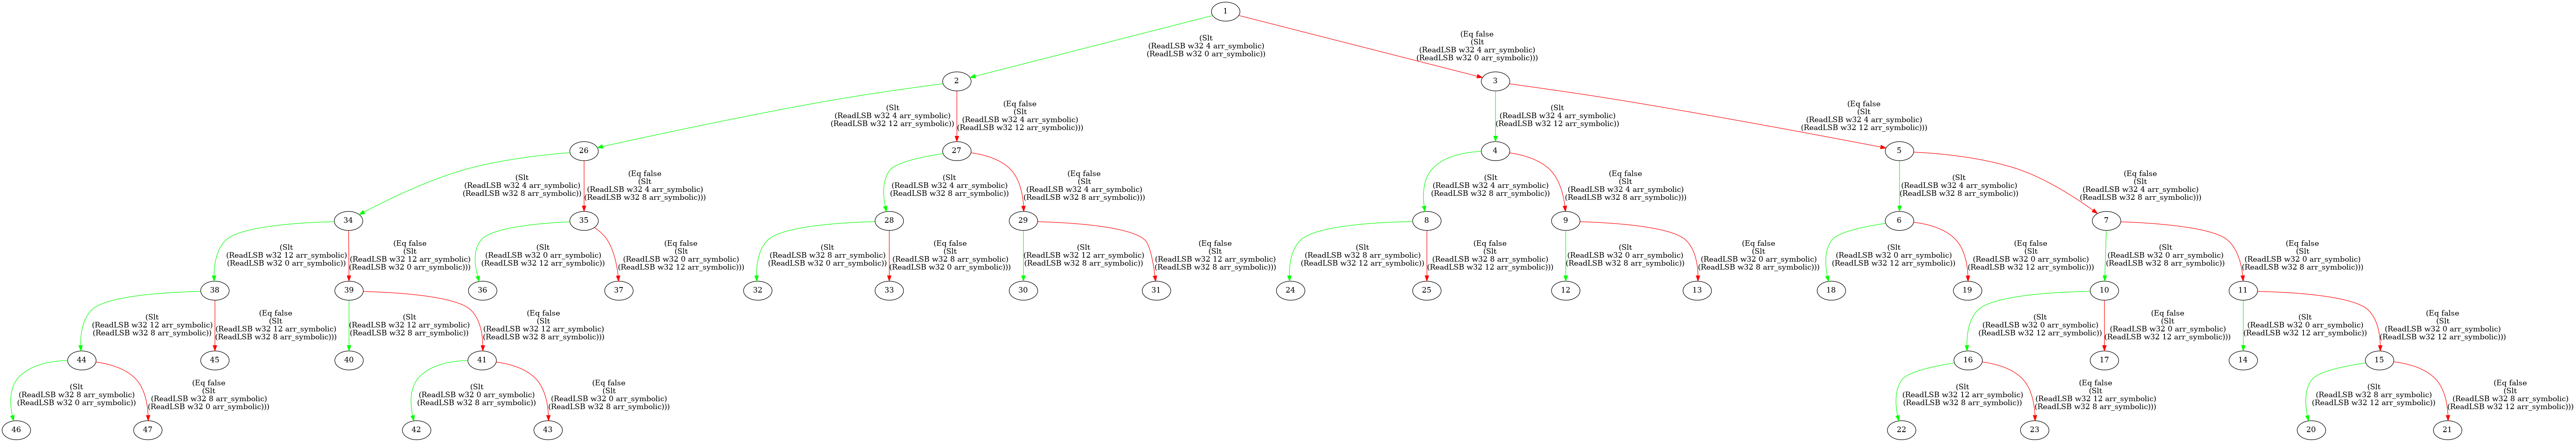 1
(Slt
(ReadLSB w32 4 arr_symbolic)
(ReadLSB w32 0 arr_symbolic))
(Eq false
(Slt
(ReadLSB w32 4 arr_symbolic)
(ReadLSB w32 0 arr_symbolic)))
2
3
(Slt
(ReadLSB w32 4 arr_symbolic)
(ReadLSB w32 12 arr_symbolic))
(Eq false
(Slt
(ReadLSB w32 4 arr_symbolic)
(ReadLSB w32 12 arr_symbolic)))
(Slt
(ReadLSB w32 4 arr_symbolic)
(ReadLSB w32 12 arr_symbolic))
(Eq false
(Slt
(ReadLSB w32 4 arr_symbolic)
(ReadLSB w32 12 arr_symbolic)))
26
27
4
5
(Slt
(ReadLSB w32 4 arr_symbolic)
(ReadLSB w32 8 arr_symbolic))
(Eq false
(Slt
(ReadLSB w32 4 arr_symbolic)
(ReadLSB w32 8 arr_symbolic)))
(Slt
(ReadLSB w32 4 arr_symbolic)
(ReadLSB w32 8 arr_symbolic))
(Eq false
(Slt
(ReadLSB w32 4 arr_symbolic)
(ReadLSB w32 8 arr_symbolic)))
(Slt
(ReadLSB w32 4 arr_symbolic)
(ReadLSB w32 8 arr_symbolic))
(Eq false
(Slt
(ReadLSB w32 4 arr_symbolic)
(ReadLSB w32 8 arr_symbolic)))
(Slt
(ReadLSB w32 4 arr_symbolic)
(ReadLSB w32 8 arr_symbolic))
(Eq false
(Slt
(ReadLSB w32 4 arr_symbolic)
(ReadLSB w32 8 arr_symbolic)))
34
35
28
29
8
9
6
7
(Slt
(ReadLSB w32 12 arr_symbolic)
(ReadLSB w32 0 arr_symbolic))
(Eq false
(Slt
(ReadLSB w32 12 arr_symbolic)
(ReadLSB w32 0 arr_symbolic)))
(Slt
(ReadLSB w32 0 arr_symbolic)
(ReadLSB w32 12 arr_symbolic))
(Eq false
(Slt
(ReadLSB w32 0 arr_symbolic)
(ReadLSB w32 12 arr_symbolic)))
(Slt
(ReadLSB w32 8 arr_symbolic)
(ReadLSB w32 0 arr_symbolic))
(Eq false
(Slt
(ReadLSB w32 8 arr_symbolic)
(ReadLSB w32 0 arr_symbolic)))
(Slt
(ReadLSB w32 12 arr_symbolic)
(ReadLSB w32 8 arr_symbolic))
(Eq false
(Slt
(ReadLSB w32 12 arr_symbolic)
(ReadLSB w32 8 arr_symbolic)))
(Slt
(ReadLSB w32 8 arr_symbolic)
(ReadLSB w32 12 arr_symbolic))
(Eq false
(Slt
(ReadLSB w32 8 arr_symbolic)
(ReadLSB w32 12 arr_symbolic)))
(Slt
(ReadLSB w32 0 arr_symbolic)
(ReadLSB w32 8 arr_symbolic))
(Eq false
(Slt
(ReadLSB w32 0 arr_symbolic)
(ReadLSB w32 8 arr_symbolic)))
(Slt
(ReadLSB w32 0 arr_symbolic)
(ReadLSB w32 12 arr_symbolic))
(Eq false
(Slt
(ReadLSB w32 0 arr_symbolic)
(ReadLSB w32 12 arr_symbolic)))
(Slt
(ReadLSB w32 0 arr_symbolic)
(ReadLSB w32 8 arr_symbolic))
(Eq false
(Slt
(ReadLSB w32 0 arr_symbolic)
(ReadLSB w32 8 arr_symbolic)))
38
39
36
37
32
33
30
31
24
25
12
13
18
19
10
11
(Slt
(ReadLSB w32 12 arr_symbolic)
(ReadLSB w32 8 arr_symbolic))
(Eq false
(Slt
(ReadLSB w32 12 arr_symbolic)
(ReadLSB w32 8 arr_symbolic)))
(Slt
(ReadLSB w32 12 arr_symbolic)
(ReadLSB w32 8 arr_symbolic))
(Eq false
(Slt
(ReadLSB w32 12 arr_symbolic)
(ReadLSB w32 8 arr_symbolic)))
(Slt
(ReadLSB w32 0 arr_symbolic)
(ReadLSB w32 12 arr_symbolic))
(Eq false
(Slt
(ReadLSB w32 0 arr_symbolic)
(ReadLSB w32 12 arr_symbolic)))
(Slt
(ReadLSB w32 0 arr_symbolic)
(ReadLSB w32 12 arr_symbolic))
(Eq false
(Slt
(ReadLSB w32 0 arr_symbolic)
(ReadLSB w32 12 arr_symbolic)))
44
45
40
41
16
17
14
15
(Slt
(ReadLSB w32 8 arr_symbolic)
(ReadLSB w32 0 arr_symbolic))
(Eq false
(Slt
(ReadLSB w32 8 arr_symbolic)
(ReadLSB w32 0 arr_symbolic)))
(Slt
(ReadLSB w32 0 arr_symbolic)
(ReadLSB w32 8 arr_symbolic))
(Eq false
(Slt
(ReadLSB w32 0 arr_symbolic)
(ReadLSB w32 8 arr_symbolic)))
(Slt
(ReadLSB w32 12 arr_symbolic)
(ReadLSB w32 8 arr_symbolic))
(Eq false
(Slt
(ReadLSB w32 12 arr_symbolic)
(ReadLSB w32 8 arr_symbolic)))
(Slt
(ReadLSB w32 8 arr_symbolic)
(ReadLSB w32 12 arr_symbolic))
(Eq false
(Slt
(ReadLSB w32 8 arr_symbolic)
(ReadLSB w32 12 arr_symbolic)))
46
47
42
43
22
23
20
21